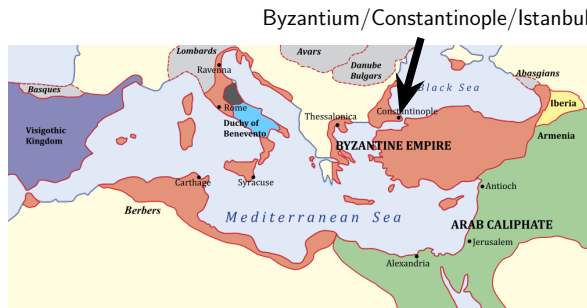 Byzantium/Constantinople/Istanbul
Lombards
Avars
Danube
Bulgars
Abasgians
Ravenna
Black Sea
Basques
Rome
Constantinople
Iberia
Thessalonica
Duchy of
Benevento
Visigothic
Kingdom
BYZANTINE EMPIRE
Armenia
Carthage
Syracuse
Antioch
Berbers
Mediterranean Sea
ARAB CALIPHATE
Jerusalem
Alexandria